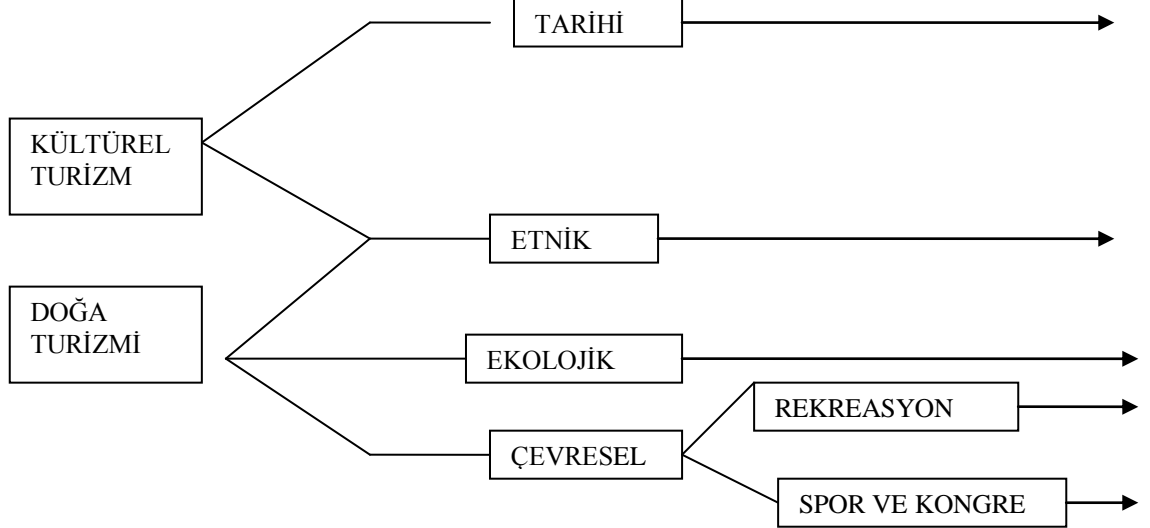 TARİHİ
KÜLTÜREL
TURİZM
ETNİK
DOĞA
TURİZMİ
EKOLOJİK
REKREASYON
ÇEVRESEL
SPOR VE KONGRE